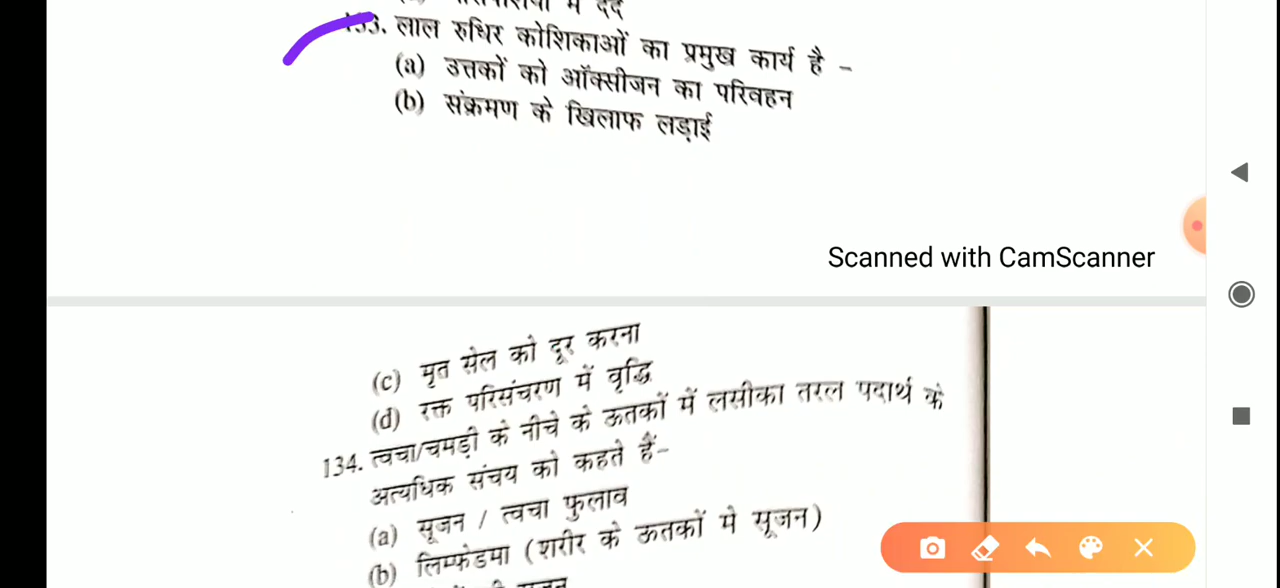 में दर्द
133. लाल रुधिर कोशिकाओं का प्रमुख कार्य है –
(a) उत्तकों को ऑक्सीजन का परिवहन
(b) संक्रमण के खिलाफ लड़ाई
Scanned with CamScanner
(c) मृत सेल को दूर करना
(d) रक्त परिसंचरण में वृद्धि
134. त्वचा/चमड़ी के नीचे के ऊतकों में लसीका तरल पदार्थ के
अत्यधिक संचय को कहते हैं–
(a) सूजन / त्वचा फुलाव
(b) लिम्फेडमा (शरीर के ऊतकों मे सूजन)